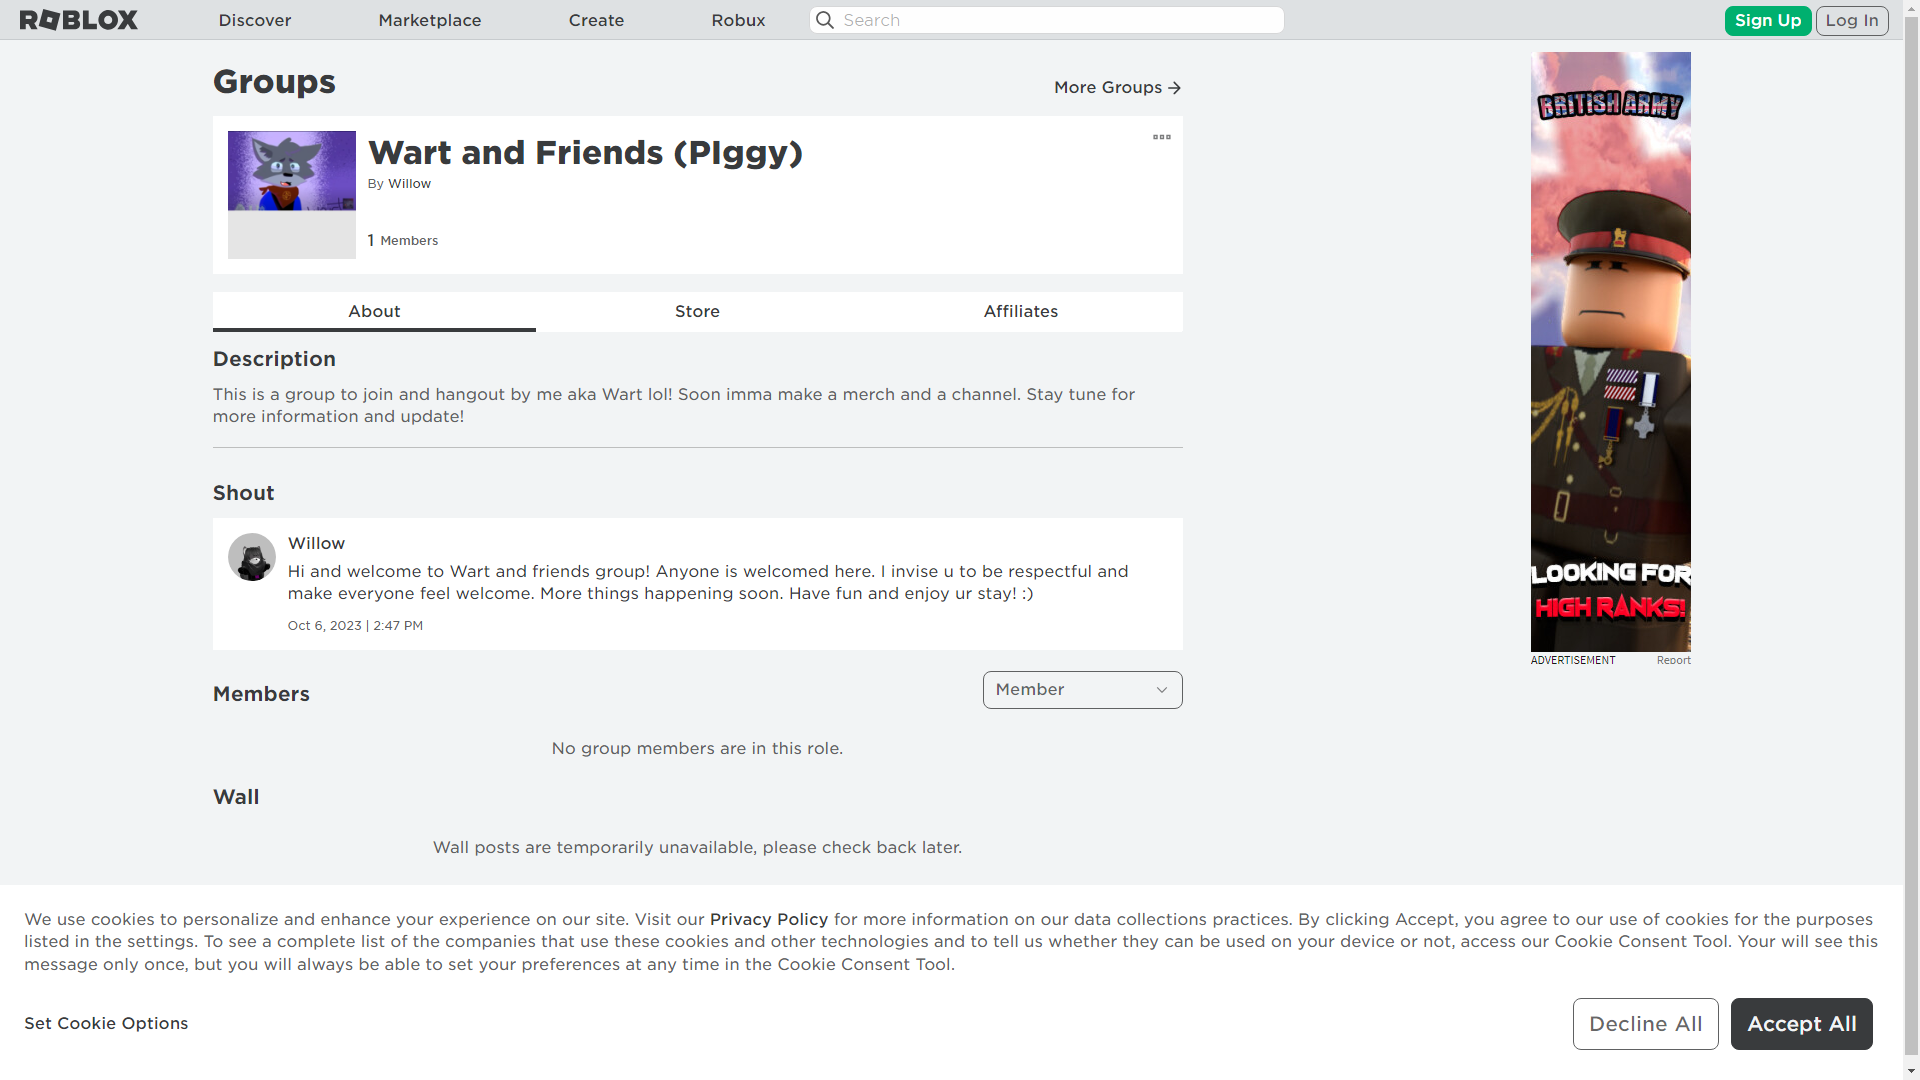 ROBLOX
Discover
Marketplace
Create
Robux
Search
Sign Up
Log In
Groups
More Groups
Wart and Friends (PIggy)
By Willow
1 Members
About
Store
Affiliates
Description
This is a group to join and hangout by me aka Wart lol! Soon imma make a merch and a channel. Stay tune for
more information and update!
Shout
Willow
Hi and welcome to Wart and friends group! Anyone is welcomed here. I invise u to be respectful and
make everyone feel welcome. More things happening soon. Have fun and enjoy ur stay! :)
Oct 6, 2023 | 2:47 PM
Members
Member
No group members are in this role.
Wall
Wall posts are temporarily unavailable, please check back later.
BRITISH ARMY
LOOKING FOR
HIGH RANKS!
ADVERTISEMENT
Report
We use cookies to personalize and enhance your experience on our site. Visit our Privacy Policy for more information on our data collections practices. By clicking Accept, you agree to our use of cookies for the purposes
listed in the settings. To see a complete list of the companies that use these cookies and other technologies and to tell us whether they can be used on your device or not, access our Cookie Consent Tool. Your will see this
message only once, but you will always be able to set your preferences at any time in the Cookie Consent Tool.
Set Cookie Options
Decline All
Accept All